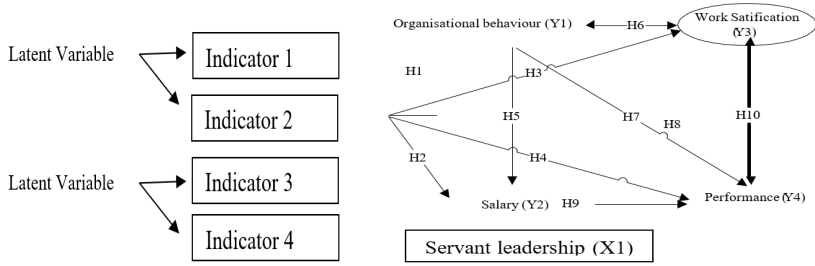 Latent Variable
Indicator 1
Indicator 2
Latent Variable
Indicator 3
Indicator 4
Organisational behaviour (Y1)
H6
Work Satification
(Y3)
H1
H3
H5
H7
H8
H10
H2
H4
Salary (Y2)
H9
Performance (Y4)
Servant leadership (X1)